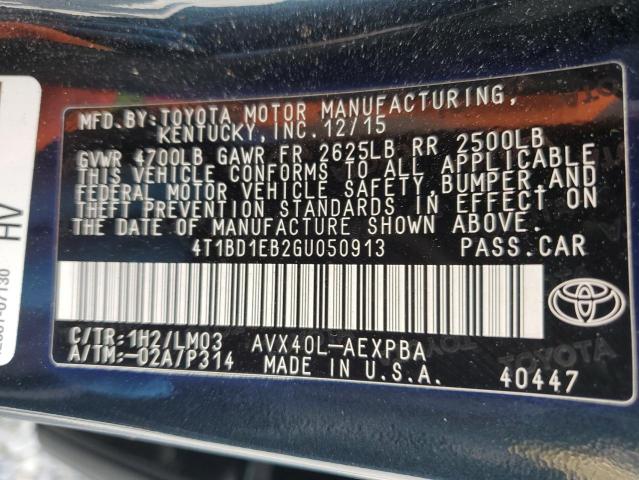 MFD. BY:TOYOTA MOTOR MANUFACTURING,
KENTUCKY, INC. 12/15
GVWR 4700LB GAWR FR 2625LB RR 2500LB
THIS VEHICLE CONFORMS TO ALL APPLICABLE
FEDERAL MOTOR VEHICLE SAFETY, BUMPER, AND
THEFT PREVENTION STANDARDS IN EFFECT ON
THE DATE OF MANUFACTURE SHOWN ABOVE.
4T1BD1EB2GU050913 PASS.CAR
C/TR:1H2/LM03 AVX40L-AEXPBA
A/TM:-02A/P314 MADE IN U.S.A. 40447
HV